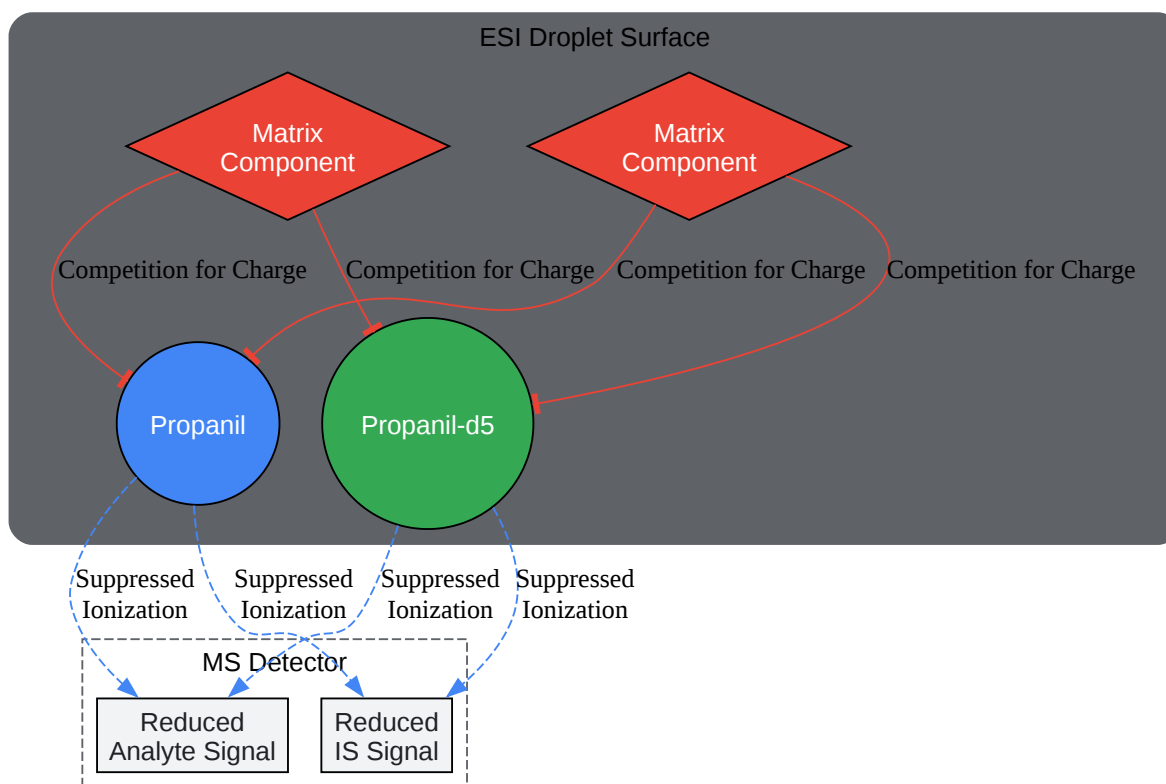 ESI Droplet Surface
Matrix
Component
Matrix
Component
Competition for Charge
Competition for Charge
Competition for Charge
Competition for Charge
Propanil
Propanil-d5
Suppressed
Ionization
Suppressed
Ionization
Suppressed
Ionization
Suppressed
Ionization
MS Detector
Reduced
Analyte Signal
Reduced
IS Signal